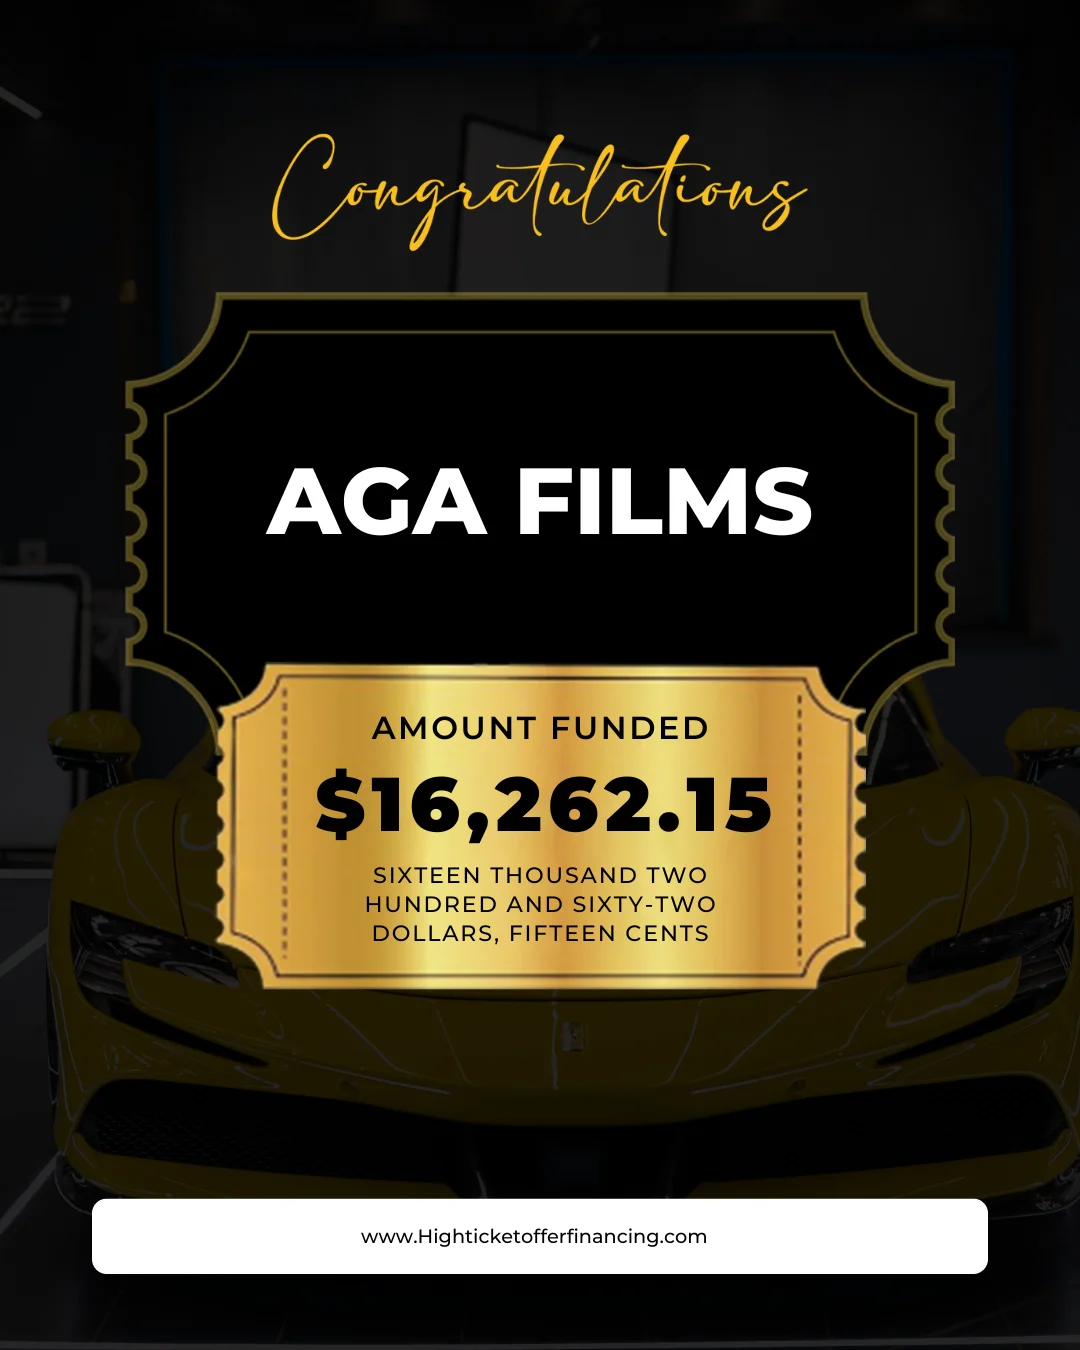 Congratulations
AGA FILMS
AMOUNT FUNDED
$16,262.15
SIXTEEN THOUSAND TWO
HUNDRED AND SIXTY-TWO
DOLLARS, FIFTEEN CENTS
www.Highticketofferfinancing.com